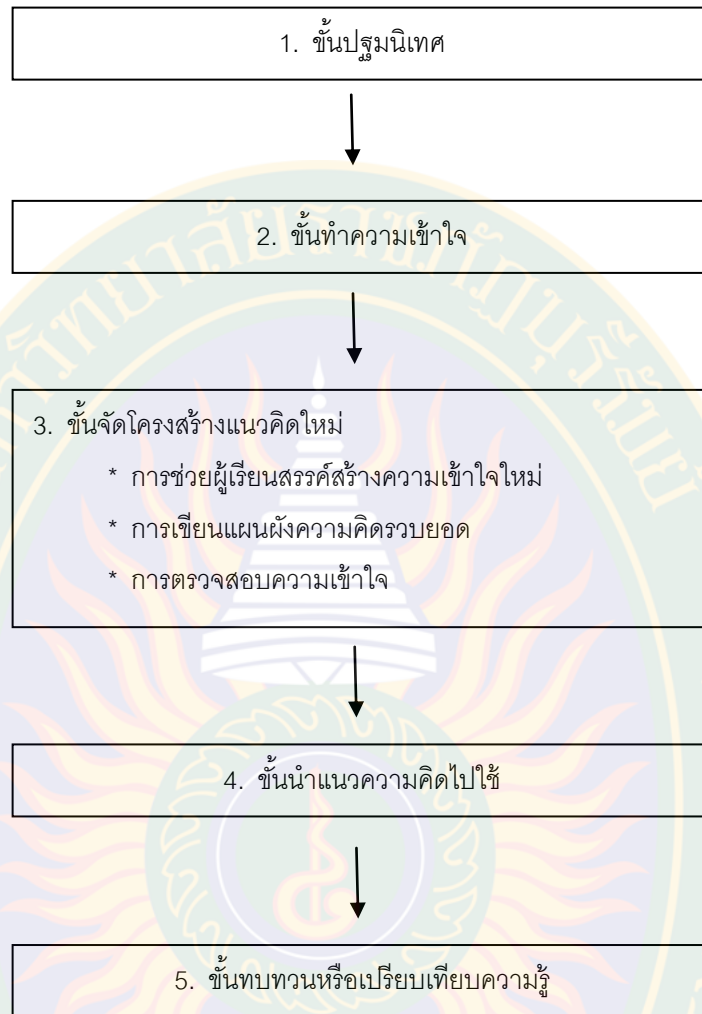 1. ขั้นปฐมนิเทศ
2. ขั้นทำความเข้าใจ
3. ขั้นจัดโครงสร้างแนวคิดใหม่
* การช่วยผู้เรียนสรรค์สร้างความเข้าใจใหม่
* การเขียนแผนผังความคิดรวบยอด
* การตรวจสอบความเข้าใจ
4. ขั้นนำแนวความคิดไปใช้
5. ขั้นทบทวนหรือเปรียบเทียบความรู้